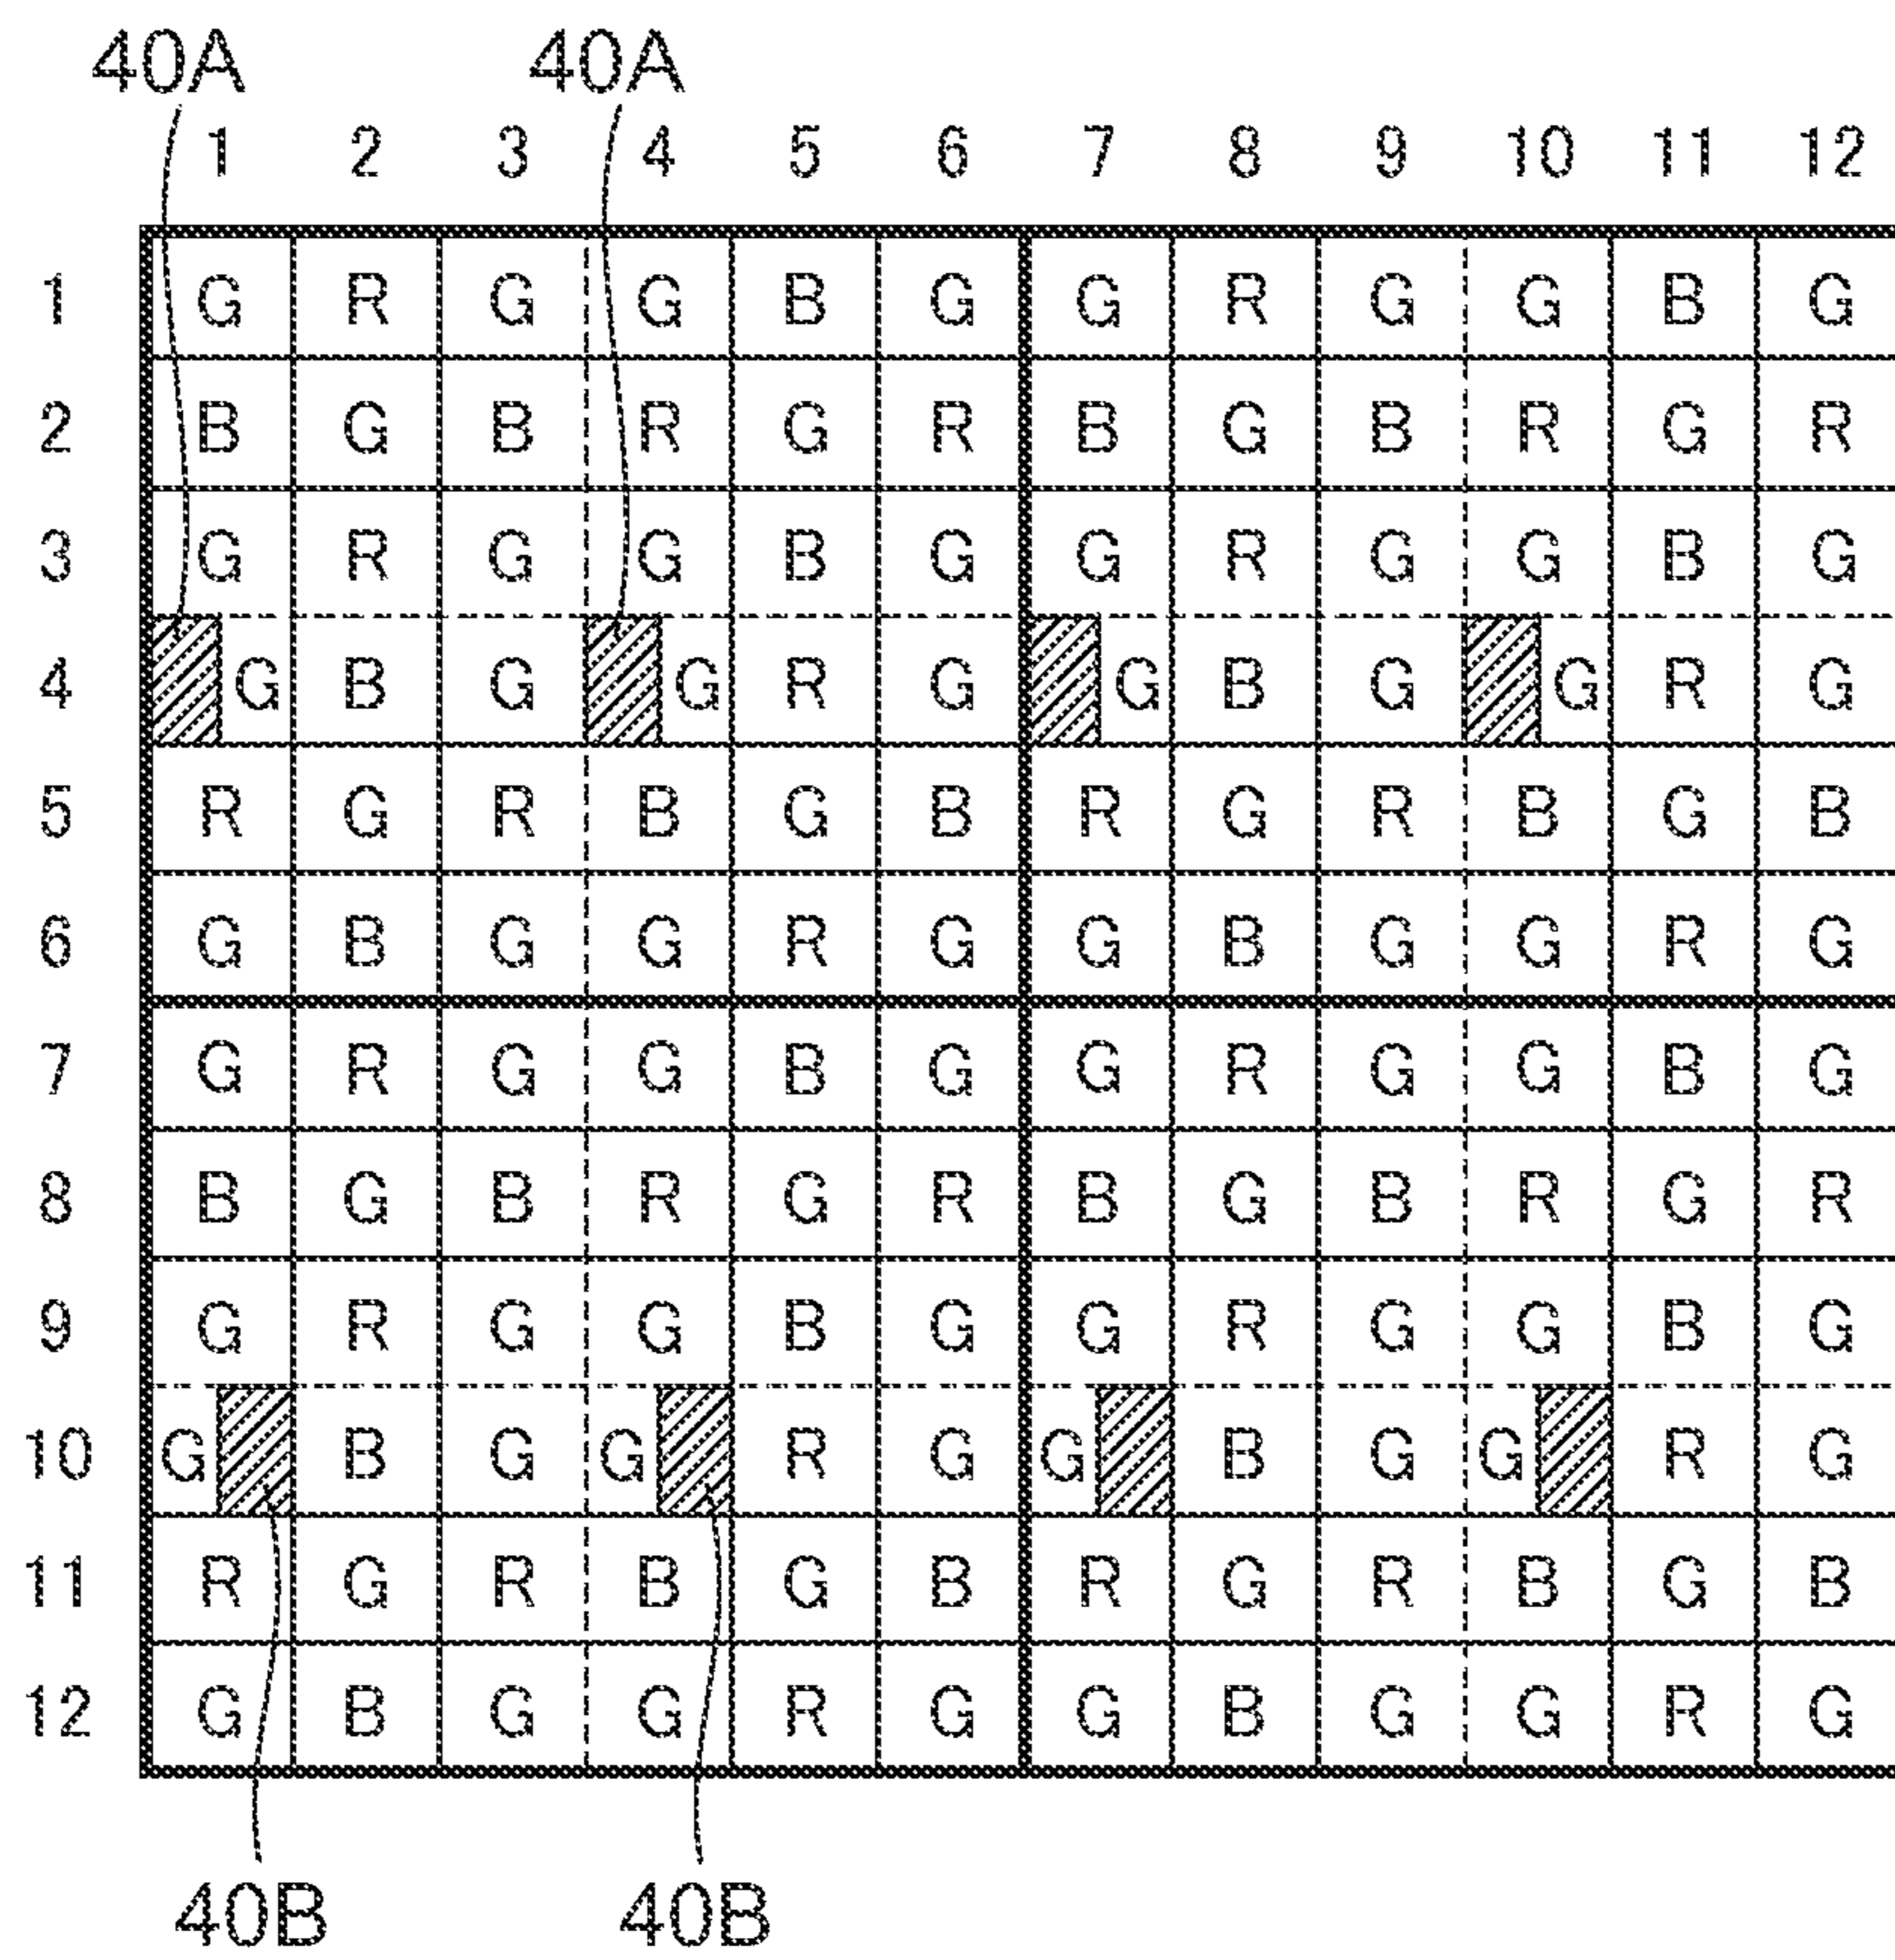 40A 40A
1 2 3 4 5 6 7 8 9 10 11 12
1 G R G G B G G R G G B G
2 B G B R G R B G B R G R
3 G R G G B G G R G G B G
4 G B G G R G G B G G R G
5 R G R B G B R G R B G B
6 G B G G R G G B G G R G
7 G R G G B G G R G G B G
8 B G B R G R B G B R G R
9 G R G G B G G R G G B G
10 G B G G R G G B G G R G
11 R G R B G B R G R B G B
12 G B G G R G G B G G R G
40B 40B